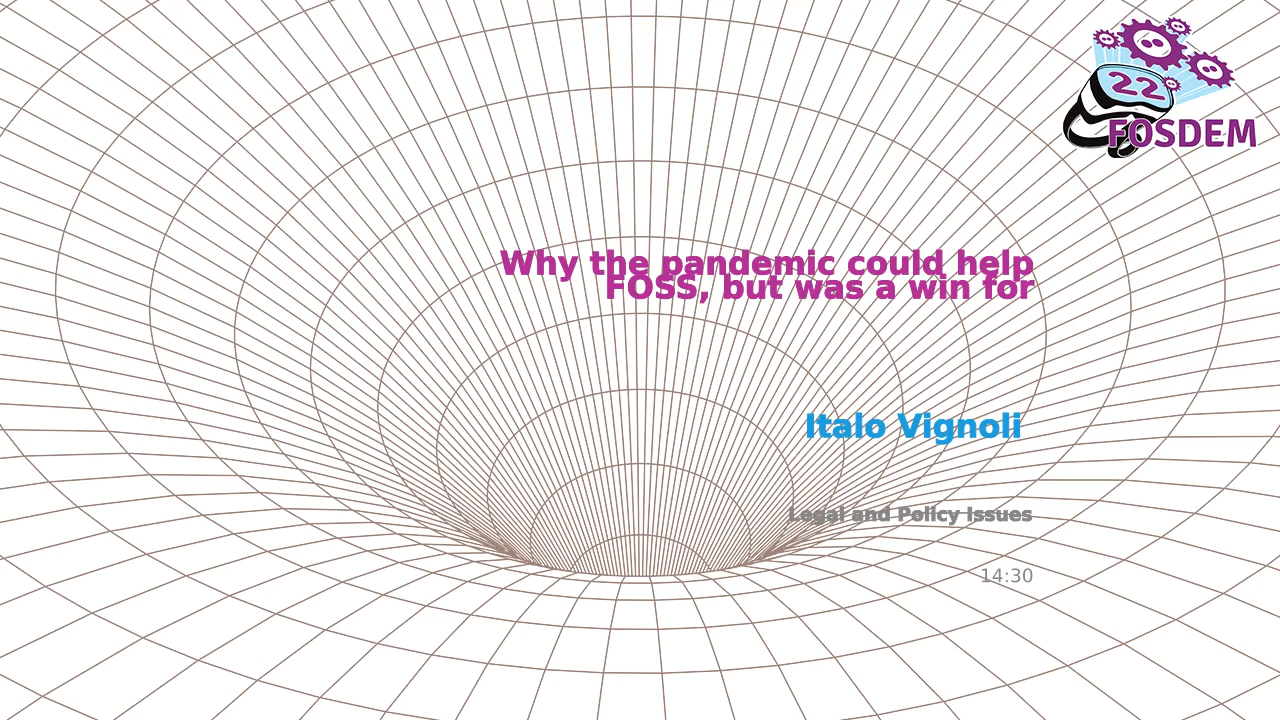 22
FOSDEM
Why the pandemic could help
FOSS, but was a win for
Italo Vignoli
Legal and Policy Issues
14:30